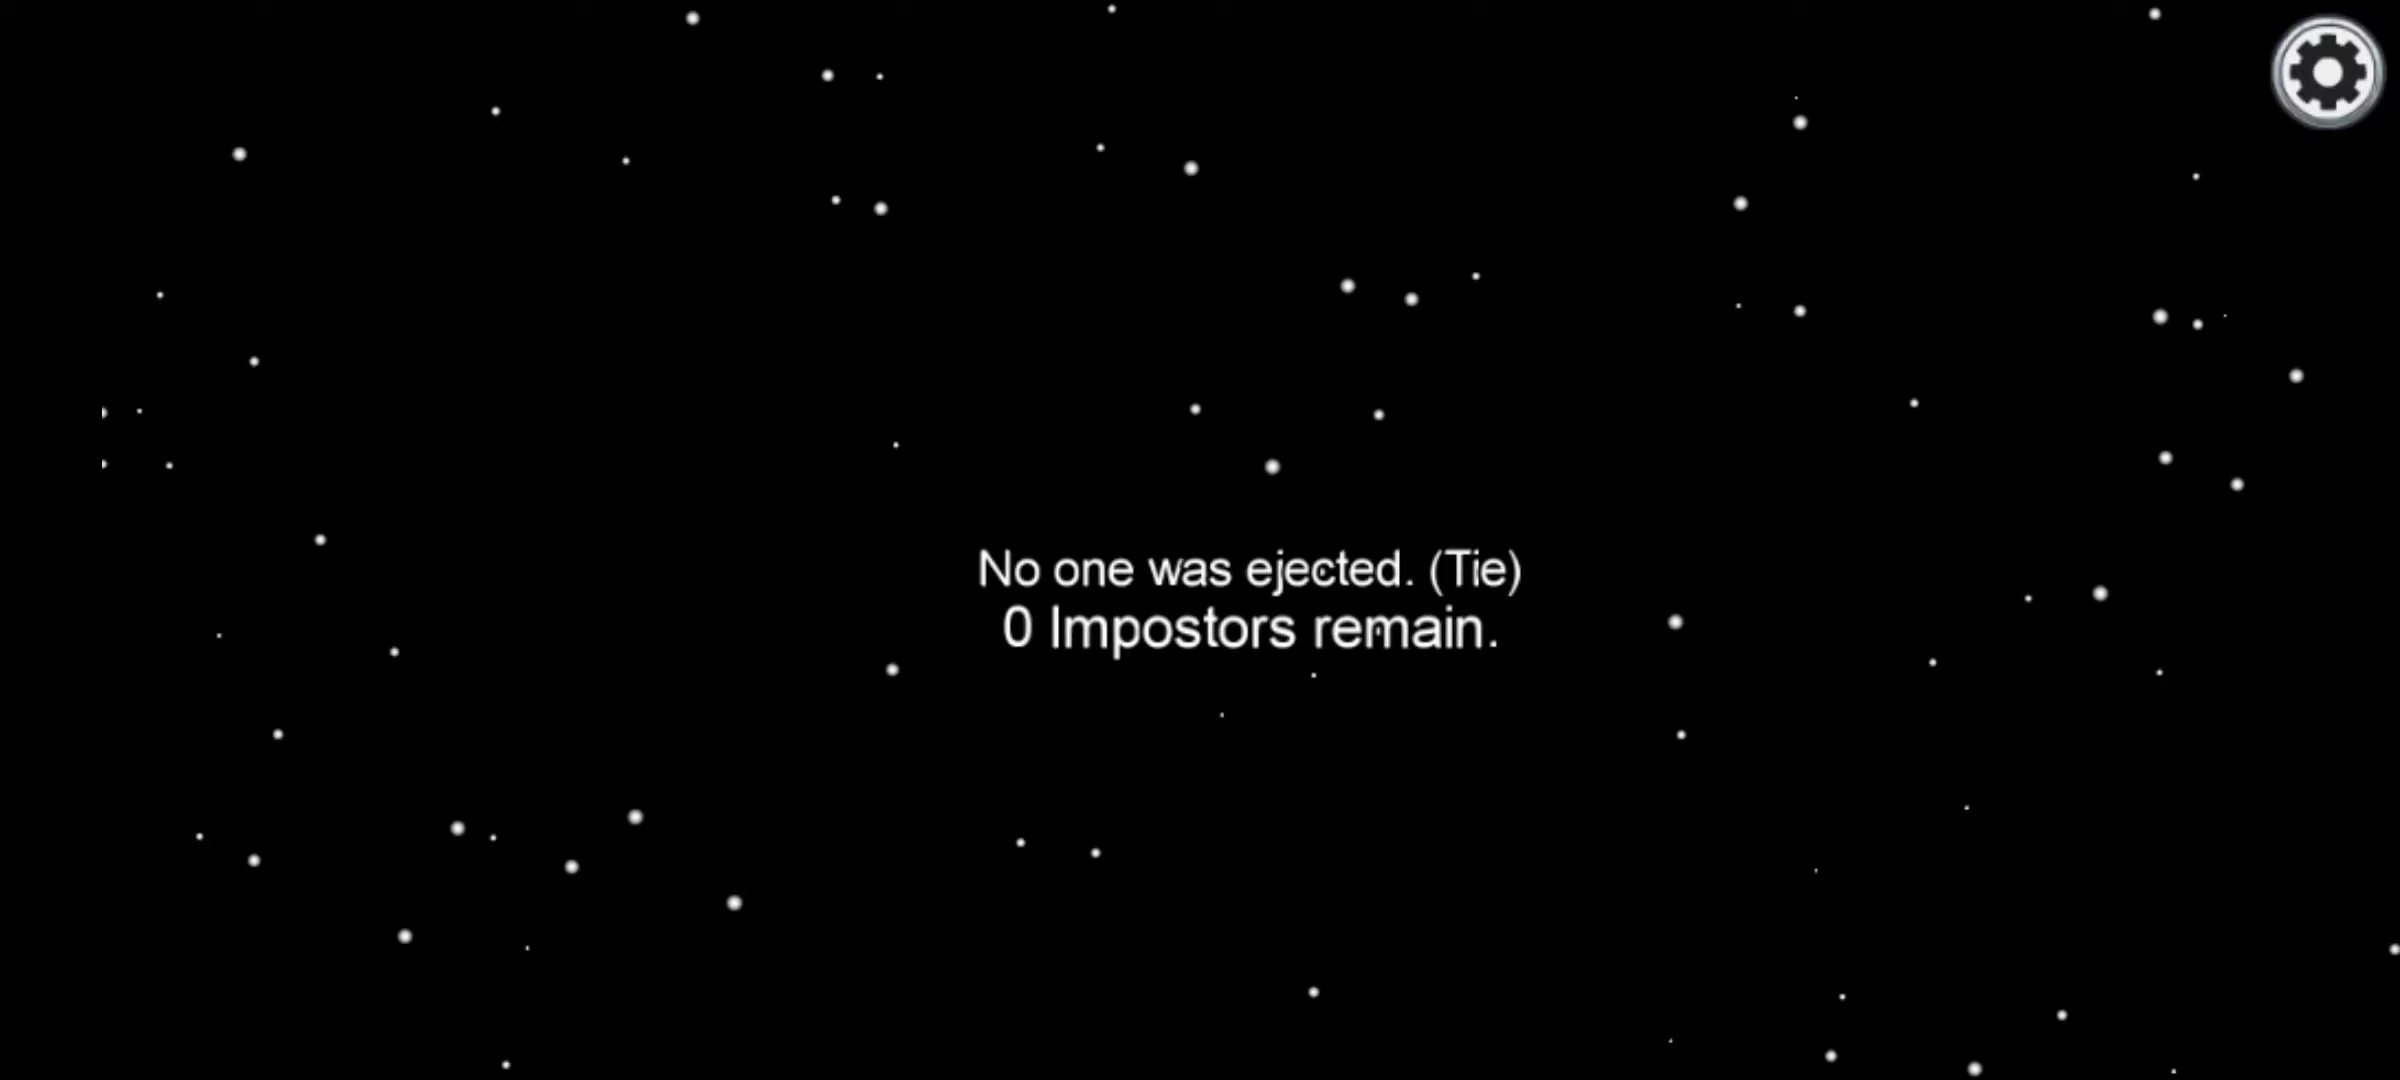 No one was ejected. (Tie)
0 Impostors remain.